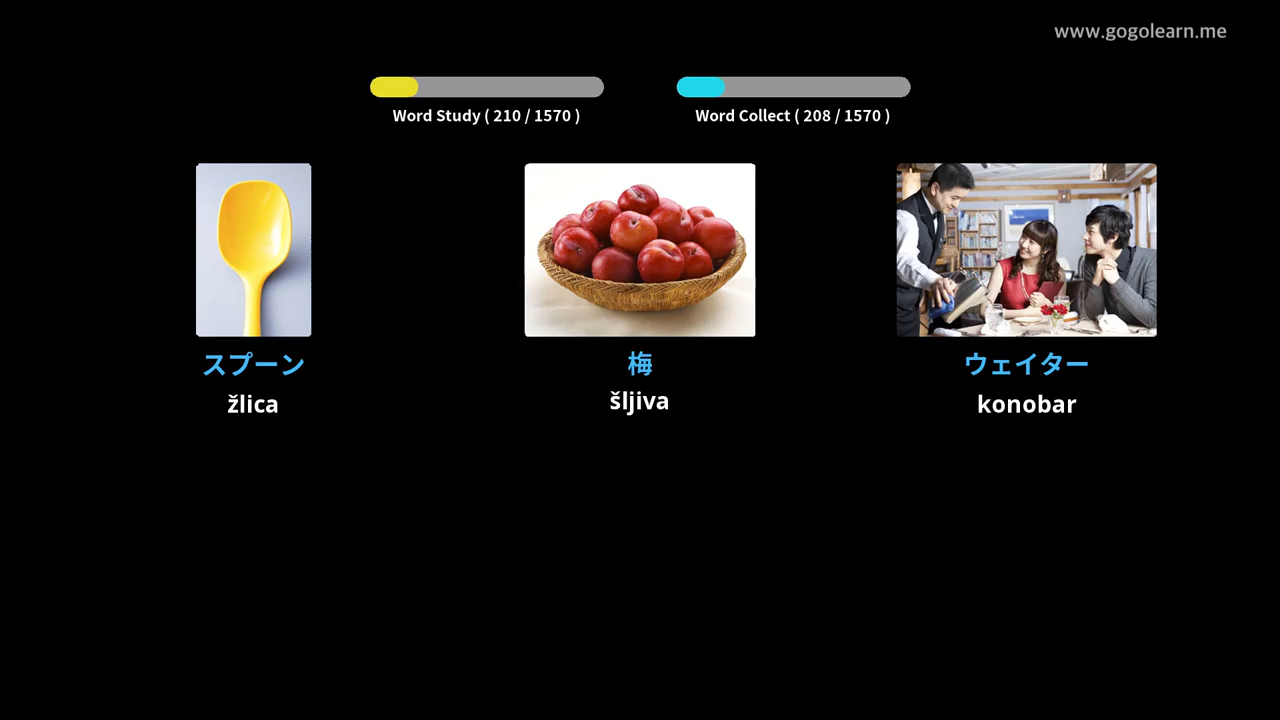 www.gogolearn.me
Word Study ( 210 / 1570 )
Word Collect ( 208 / 1570 )
スプーン
梅
ウェイター
žlica
šljiva
konobar